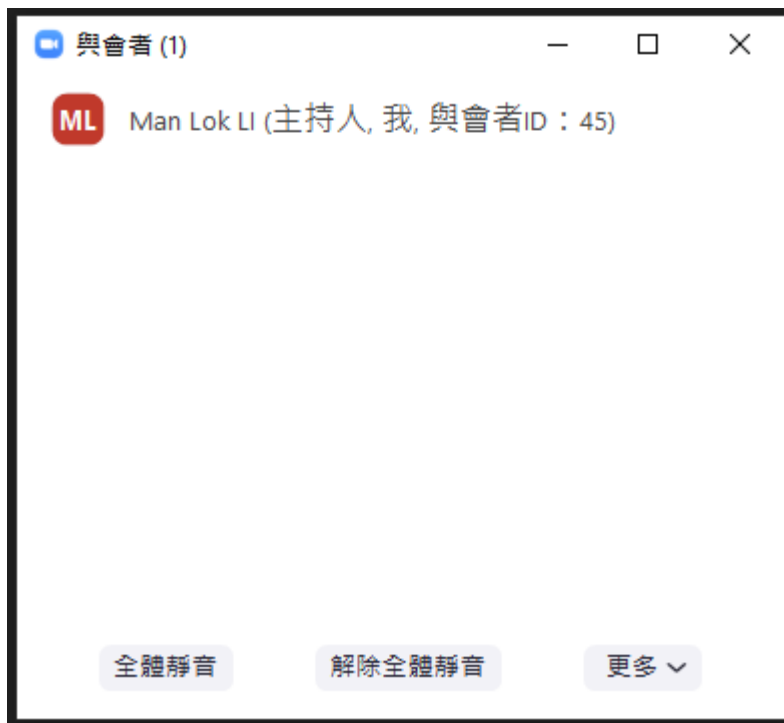 與會者 (1)
ML
Man Lok LI (主持人, 我, 與會者ID：45)
全體靜音
解除全體靜音
更多